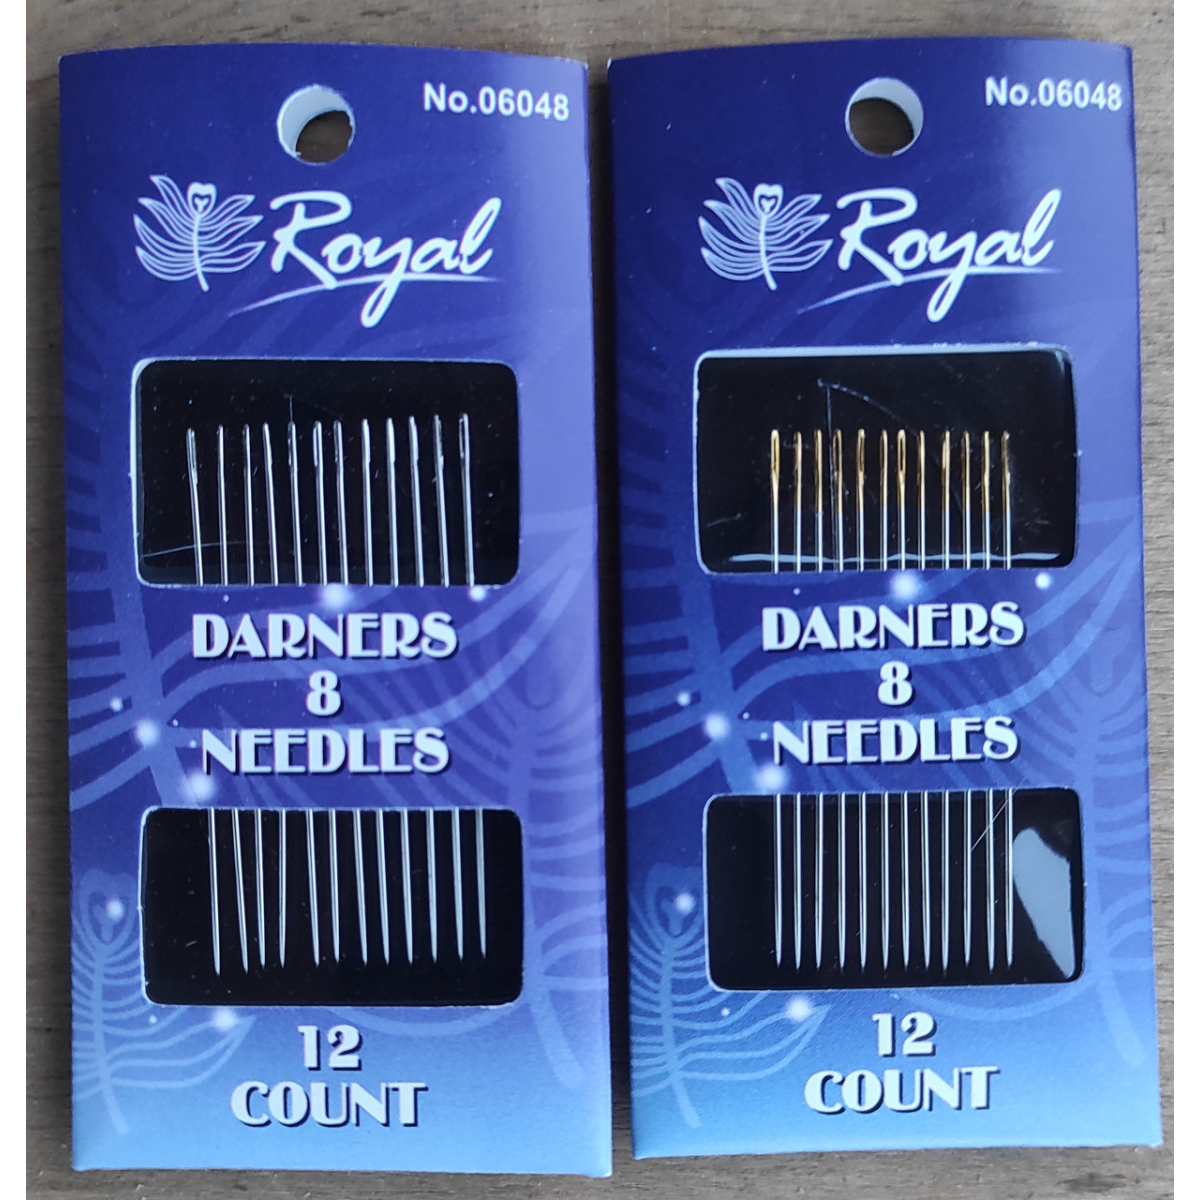 No.06048
Royal
DARNERS
8
NEEDLES
12
COUNT
No.06048
Royal
DARNERS
8
NEEDLES
12
COUNT